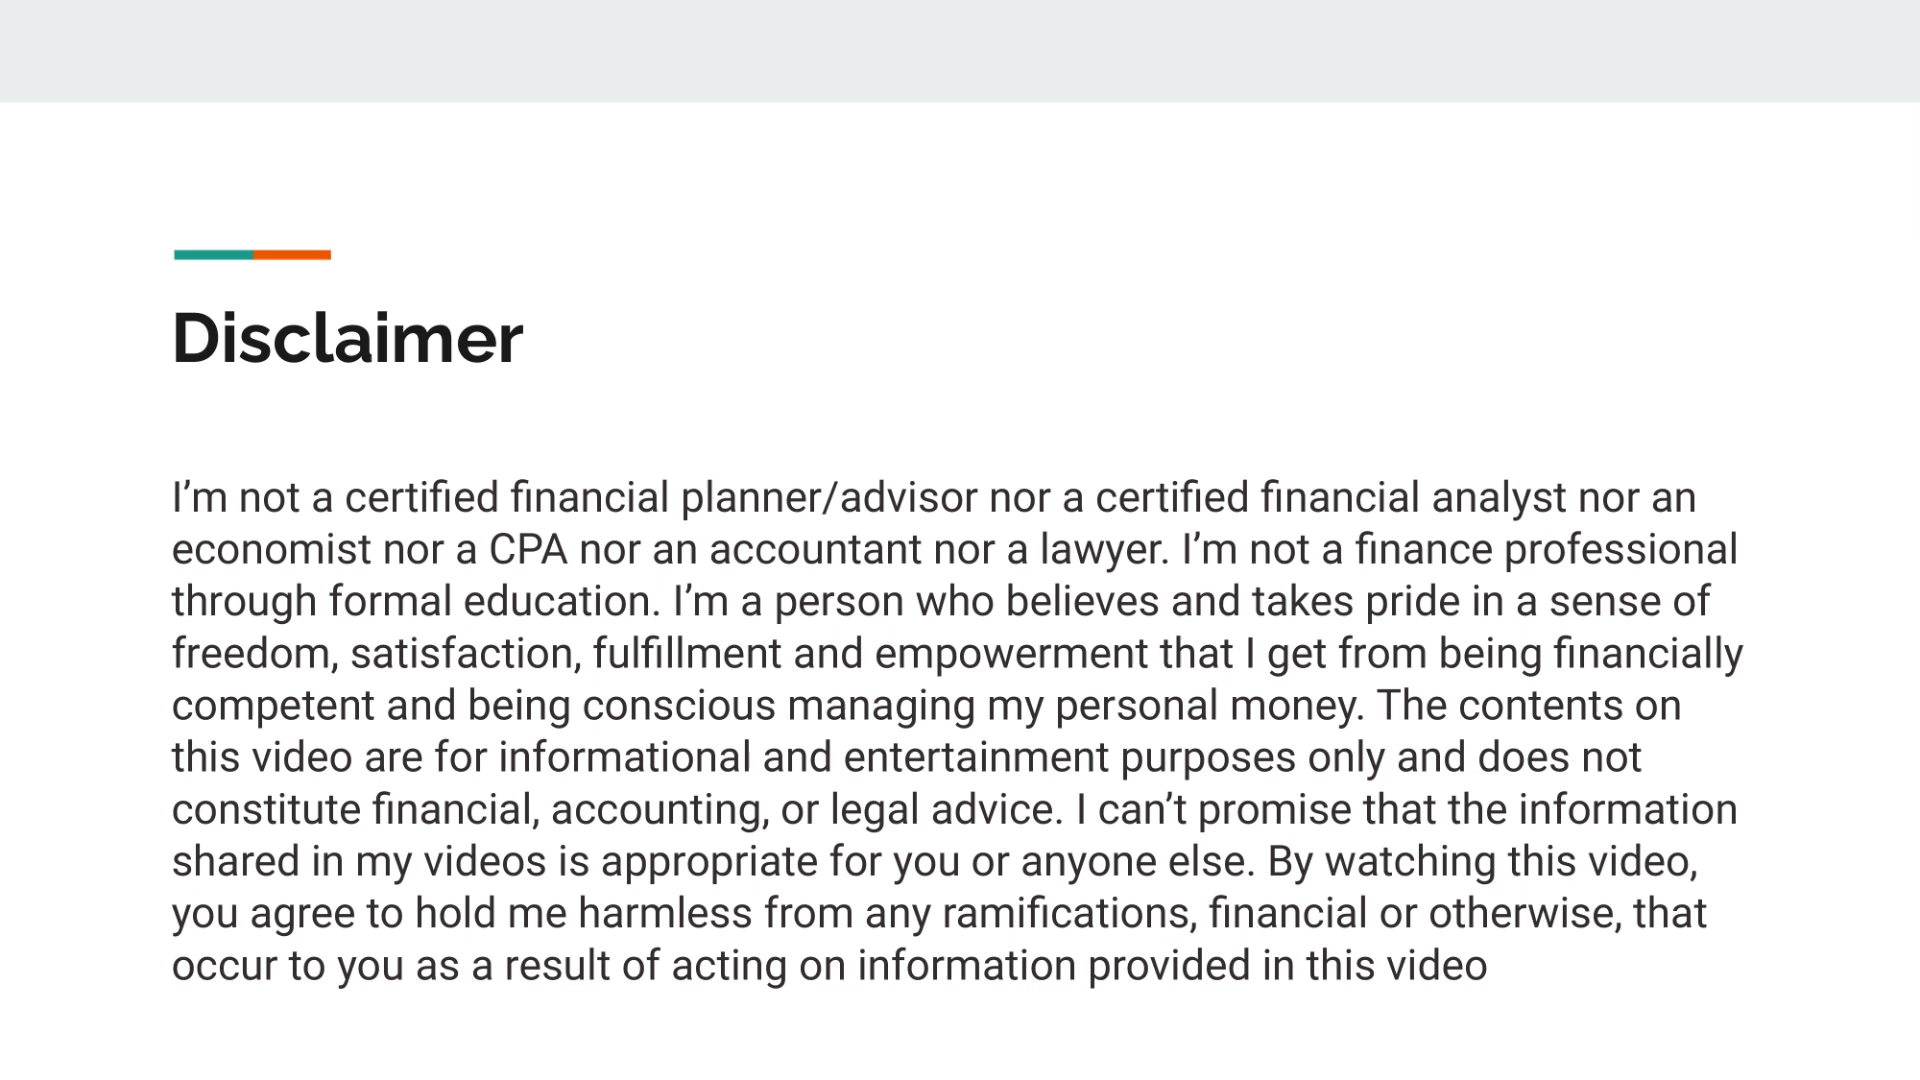 Disclaimer
I’m not a certified financial planner/advisor nor a certified financial analyst nor an
economist nor a CPA nor an accountant nor a lawyer. I’m not a finance professional
through formal education. I’m a person who believes and takes pride in a sense of
freedom, satisfaction, fulfillment and empowerment that I get from being financially
competent and being conscious managing my personal money. The contents on
this video are for informational and entertainment purposes only and does not
constitute financial, accounting, or legal advice. I can’t promise that the information
shared in my videos is appropriate for you or anyone else. By watching this video,
you agree to hold me harmless from any ramifications, financial or otherwise, that
occur to you as a result of acting on information provided in this video